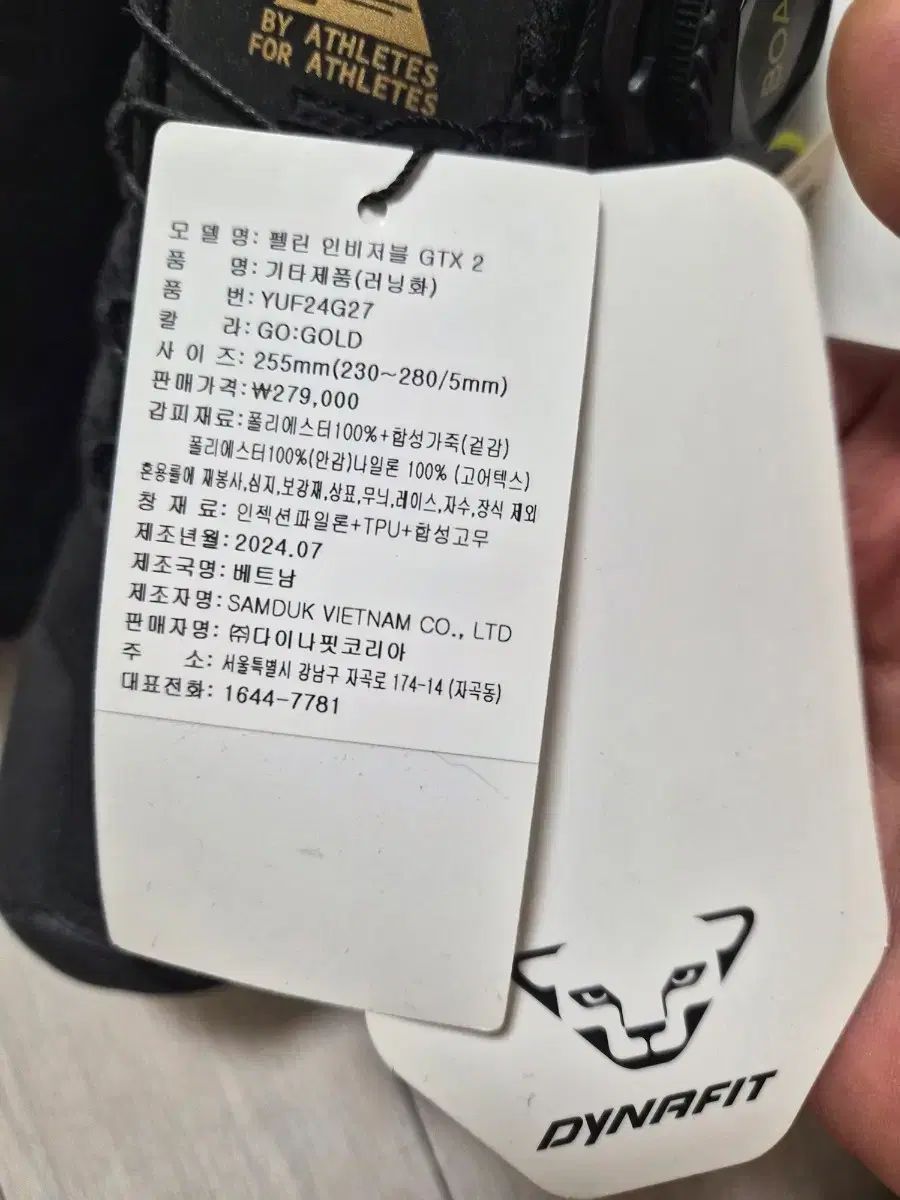 BY ATHLETES
FOR ATHLETES
BOA
모 델 명: 펠린 인비저블 GTX 2
품 명: 기타제품(러닝화)
품 번: YUF24G27
칼 라: GO:GOLD
사 이 즈: 255mm(230~280/5mm)
판매가격: ₩279,000
갑피재료: 폴리에스터100%+합성가죽(겉감)
폴리에스터100%(안감)나일론 100% (고어텍스)
혼용률에 재봉사,심지,보강재,상표,무늬,레이스,자수,장식 제외
창 재 료: 인젝션파일론+TPU+합성고무
제조년월: 2024.07
제조국명: 베트남
제조자명: SAMDUK VIETNAM CO., LTD
판매자명: ㈜다이나핏코리아
주 소: 서울특별시 강남구 자곡로 174-14 (자곡동)
대표전화: 1644-7781
DYNAFIT